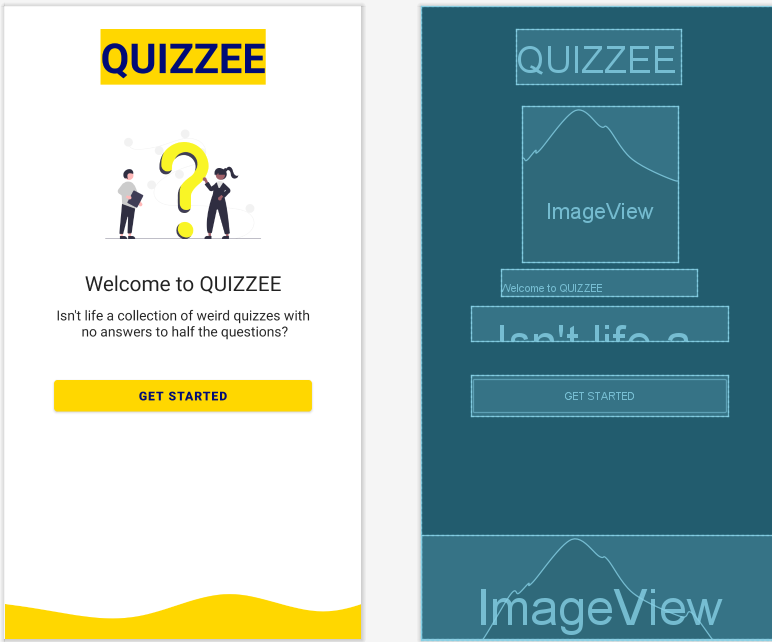 QUIZZEE
Welcome to QUIZZEE
Isn't life a collection of weird quizzes with
no answers to half the questions?
GET STARTED
QUIZZEE
ImageView
Welcome to QUIZZEE
Isn't life a
GET STARTED
ImageView